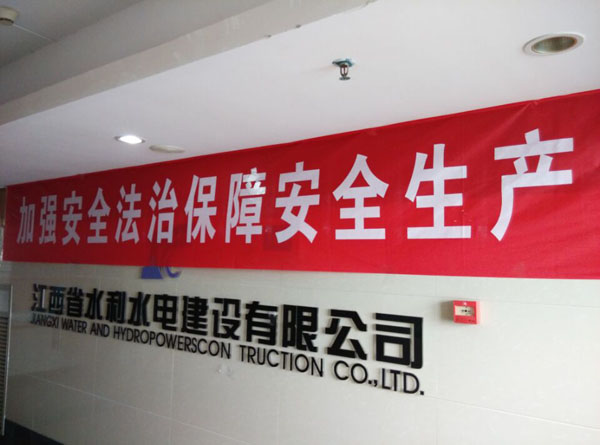 加强安全法治保障安全生产
江西省水利水电建设有限公司
JIANGXI WATER AND HYDROPOWERSCON TRUCTION CO.,LTD.